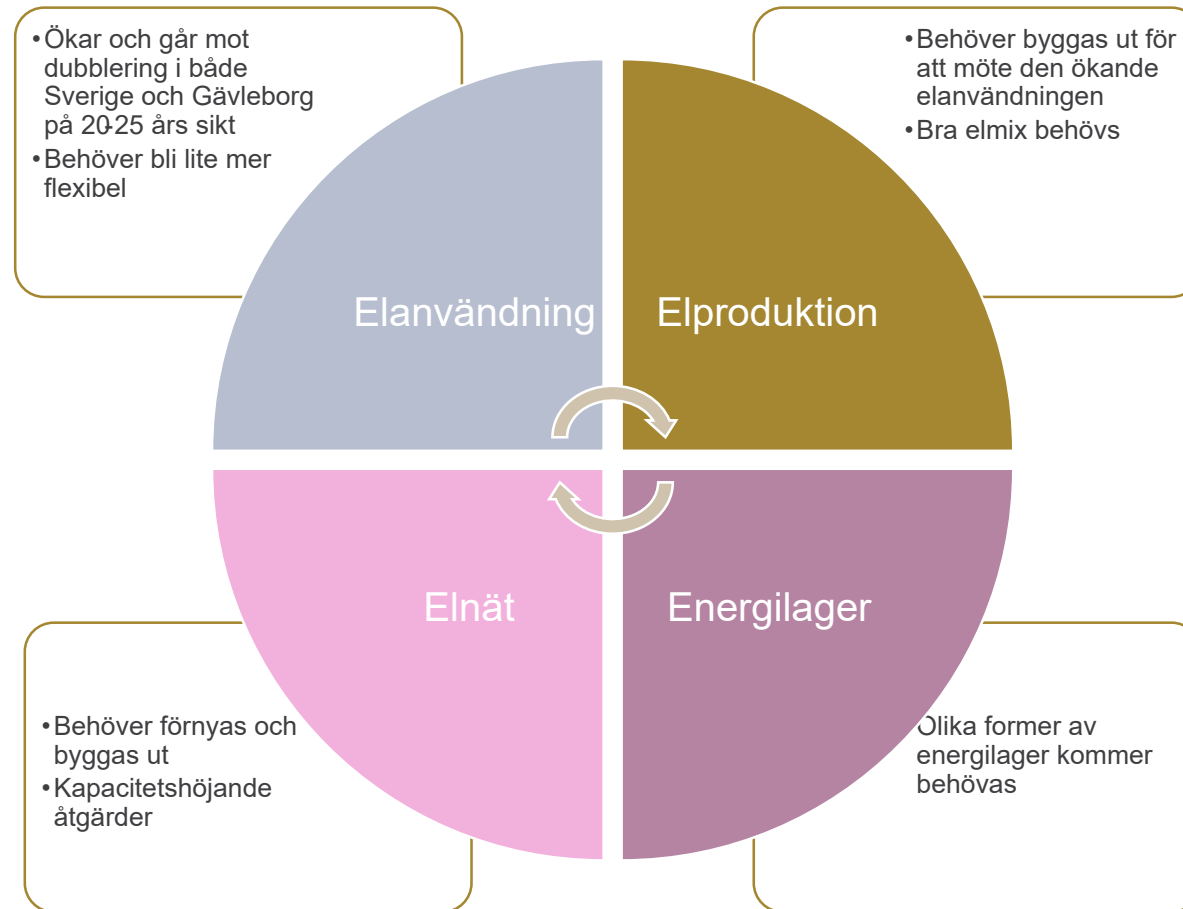 •Ökar och går mot
dubblering i både
Sverige och Gävleborg
på 20-25 års sikt
•Behöver bli lite mer
flexibel
•Behöver byggas ut för
att möte den ökande
elanvändningen
•Bra elmix behövs
Elanvändning
Elproduktion
Elnät
Energilager
•Behöver förnyas och
byggas ut
•Kapacitetshöjande
åtgärder
Olika former av
energilager kommer
behövas